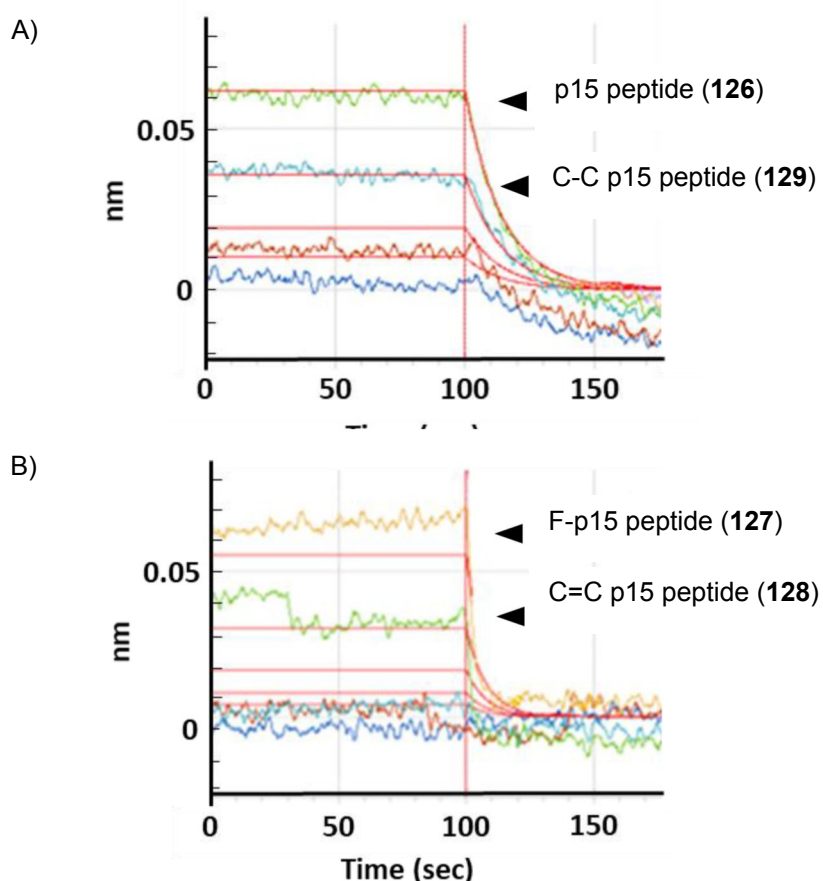 A)
p15 peptide (126)
C-C p15 peptide (129)
0.05
nm
0
0 50 100 150
B)
F-p15 peptide (127)
C=C p15 peptide (128)
0.05
nm
0
0 50 100 150
Time (sec)